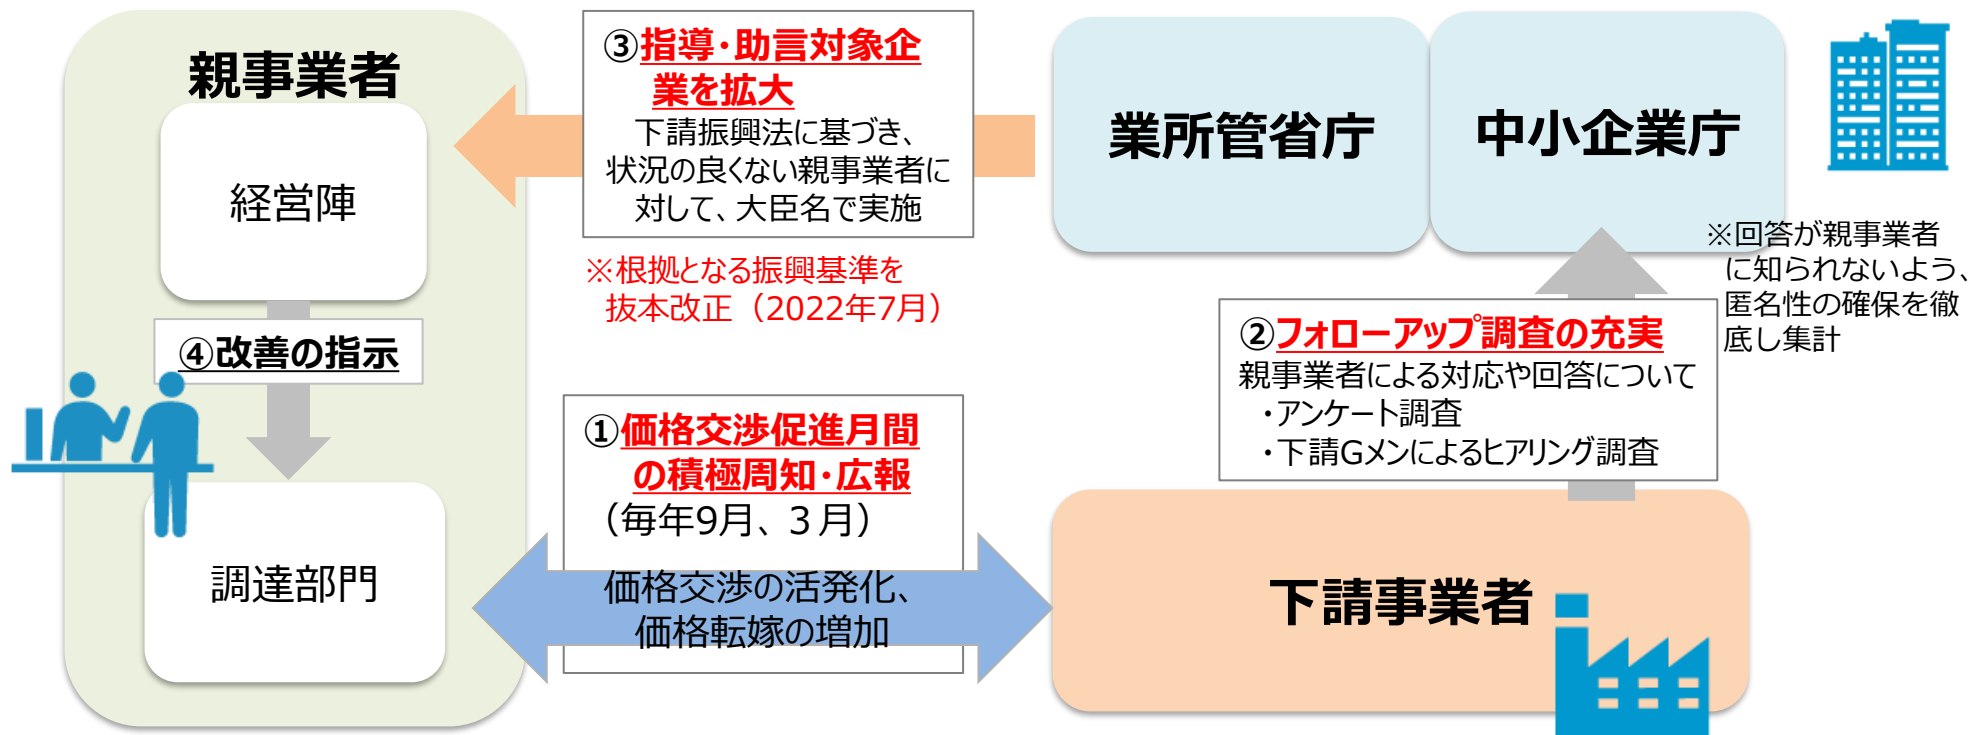 親事業者
経営陣
④改善の指示
調達部門
③指導・助言対象企
業を拡大
下請振興法に基づき、
状況の良くない親事業者に
対して、大臣名で実施
※根拠となる振興基準を
抜本改正（2022年7月）
①価格交渉促進月間
の積極周知・広報
（毎年9月、３月）
価格交渉の活発化、
価格転嫁の増加
業所管省庁
中小企業庁
※回答が親事業者
に知られないよう、
匿名性の確保を徹
底し集計
②フォローアップ調査の充実
親事業者による対応や回答について
・アンケート調査
・下請Gメンによるヒアリング調査
下請事業者